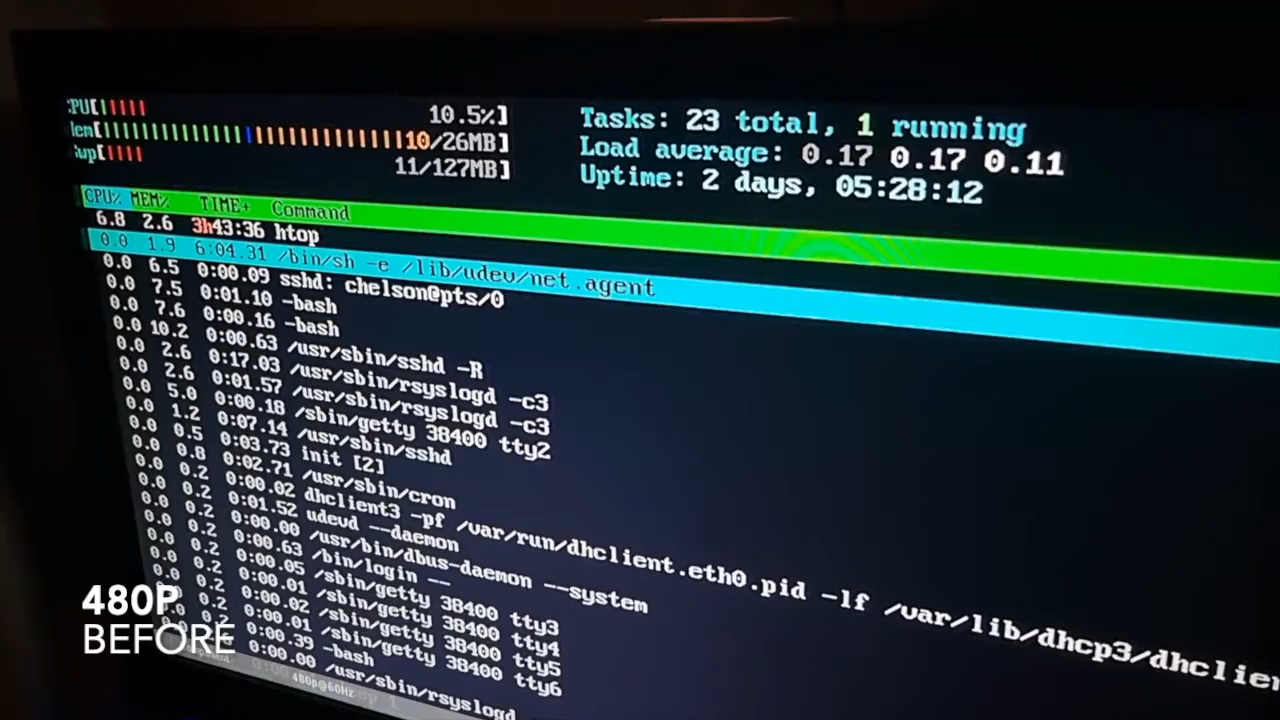 CPU[||||| 10.5%]
Mem[|||||||||||||||||||||||||||||10/26MB]
Swp[|||| 11/127MB]
Tasks: 23 total, 1 running
Load average: 0.17 0.17 0.11
Uptime: 2 days, 05:28:12
CPU% MEM% TIME+ Command
6.8 2.6 3h43:36 htop
0.0 1.9 6:04.31 /bin/sh -e /lib/udev/net.agent
0.0 6.5 0:00.09 sshd: chelson@pts/0
0.0 7.5 0:01.10 -bash
0.0 7.6 0:00.16 -bash
0.0 10.2 0:00.63 /usr/sbin/sshd -R
0.0 2.6 0:17.03 /usr/sbin/rsyslogd -c3
0.0 2.6 0:01.57 /usr/sbin/rsyslogd -c3
0.0 5.0 0:00.18 /sbin/getty 38400 tty2
0.0 1.2 0:07.14 /usr/sbin/sshd
0.0 0.5 0:03.73 init [2]
0.0 0.8 0:02.71 /usr/sbin/cron
0.0 0.2 0:00.02 dhclient3 -pf /var/run/dhclient.eth0.pid -lf /var/lib/dhcp3/dhclie
0.0 0.2 0:01.52 udevd --daemon
0.0 0.2 0:00.00 /usr/bin/dbus-daemon --system
0.0 0.2 0:00.63 /bin/login --
0.0 0.2 0:00.05 /sbin/getty 38400 tty3
0.0 0.2 0:00.01 /sbin/getty 38400 tty4
0.0 0.2 0:00.02 /sbin/getty 38400 tty5
0.2 0:00.01 /sbin/getty 38400 tty6
0:00.39 -bash
0:00.00 /usr/sbin/rsyslogd
480p@60Hz
480P
BEFORE